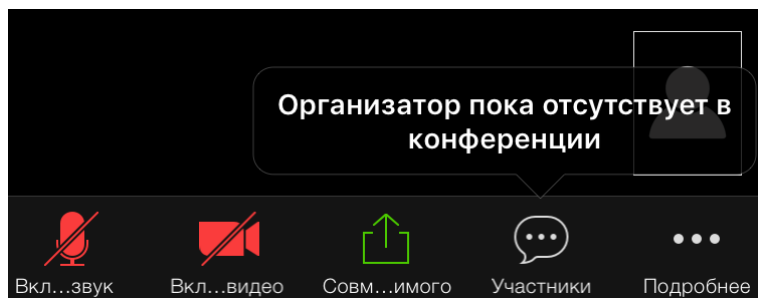 Организатор пока отсутствует в
конференции
Вкл...звук Вкл...видео Совм...имого Участники Подробнее